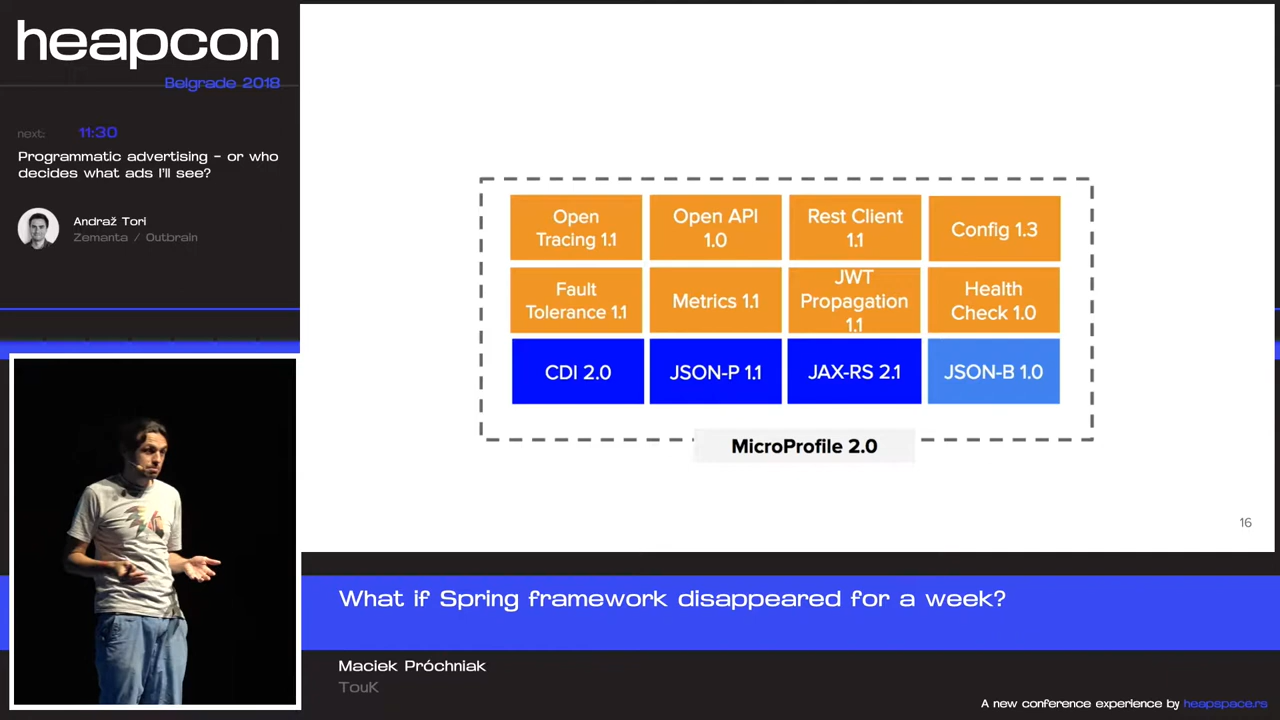 heapcon
Belgrade 2018
next: 11:30
Programmatic advertising - or who
decides what ads I'll see?
Andraž Tori
Zemanta / Outbrain
Open
Tracing 1.1
Open API
1.0
Rest Client
1.1
Config 1.3
Fault
Tolerance 1.1
Metrics 1.1
JWT
Propagation
1.1
Health
Check 1.0
CDI 2.0
JSON-P 1.1
JAX-RS 2.1
JSON-B 1.0
MicroProfile 2.0
16
What if Spring framework disappeared for a week?
Maciek Próchniak
TouK
A new conference experience by heapspace.rs